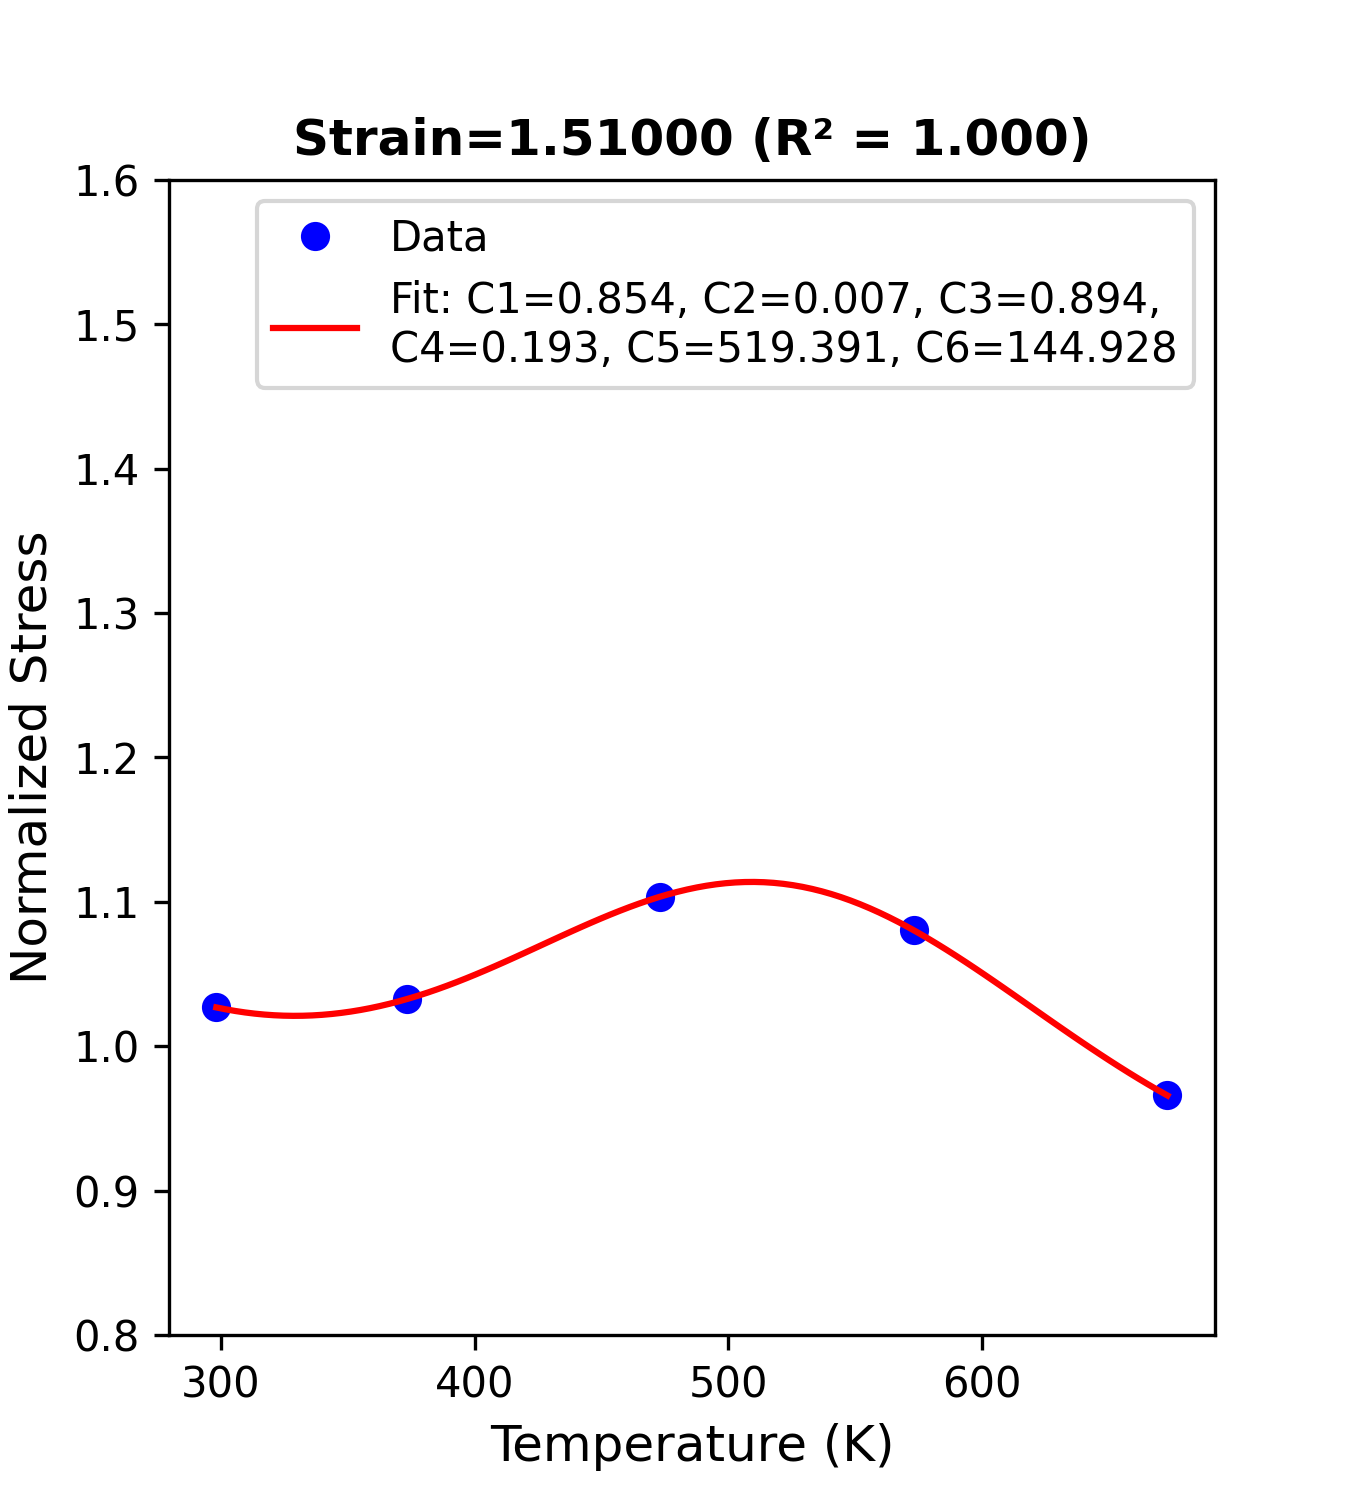 Strain=1.51000 (R² = 1.000)
Data
Fit: C1=0.854, C2=0.007, C3=0.894,
C4=0.193, C5=519.391, C6=144.928
Normalized Stress
1.6
1.5
1.4
1.3
1.2
1.1
1.0
0.9
0.8
300 400 500 600
Temperature (K)